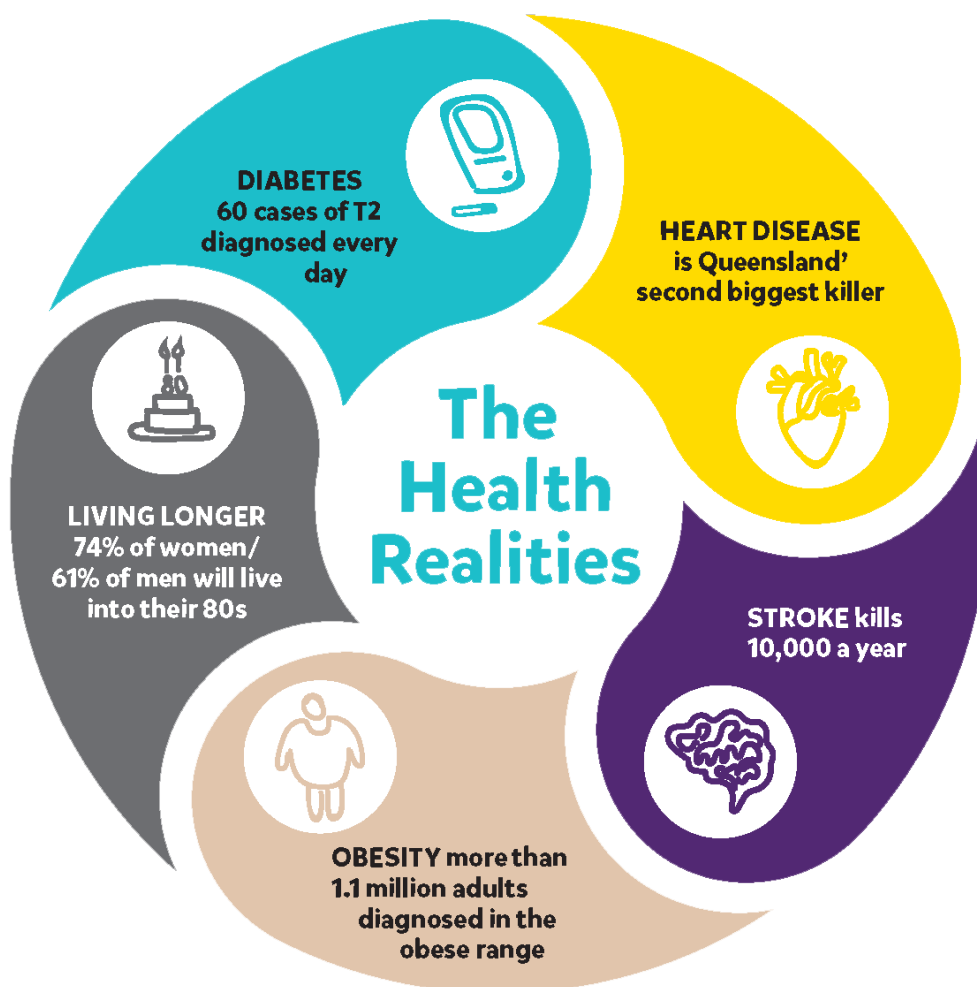 The
Health
Realities
DIABETES
60 cases of T2
diagnosed every
day
HEART DISEASE
is Queensland'
second biggest killer
STROKE kills
10,000 a year
OBESITY more than
1.1 million adults
diagnosed in the
obese range
LIVING LONGER
74% of women/
61% of men will live
into their 80s
80